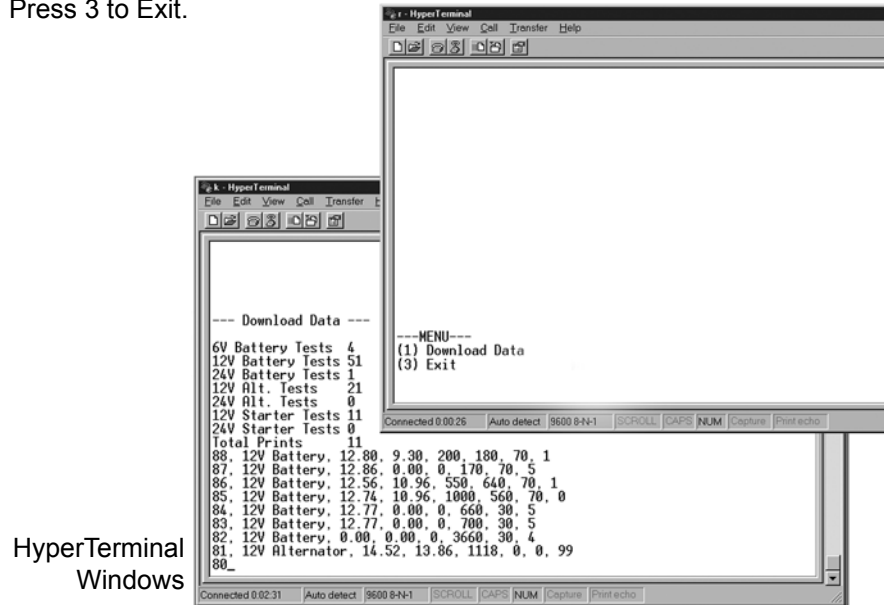 Press 3 to Exit.
r - HyperTerminal
File Edit View Call Transfer Help
---MENU---
(1) Download Data
(3) Exit
Connected 0:00:26 Auto detect 9600 8-N-1 SCROLL CAPS NUM Capture Print echo
k - HyperTerminal
File Edit View Call Transfer
--- Download Data ---
6V Battery Tests 4
12V Battery Tests 51
24V Battery Tests 1
12V Alt. Tests 21
24V Alt. Tests 0
12V Starter Tests 11
24V Starter Tests 0
Total Prints 11
88, 12V Battery, 12.80, 9.30, 200, 180, 70, 1
87, 12V Battery, 12.86, 0.00, 0, 170, 70, 5
86, 12V Battery, 12.56, 10.96, 550, 640, 70, 1
85, 12V Battery, 12.74, 10.96, 1000, 560, 70, 0
84, 12V Battery, 12.77, 0.00, 0, 660, 30, 5
83, 12V Battery, 12.77, 0.00, 0, 700, 30, 5
82, 12V Battery, 0.00, 0.00, 0, 3660, 30, 4
81, 12V Alternator, 14.52, 13.86, 1118, 0, 0, 99
80_
Connected 0:02:31 Auto detect 9600 8-N-1 SCROLL CAPS NUM Capture Print echo
HyperTerminal
Windows